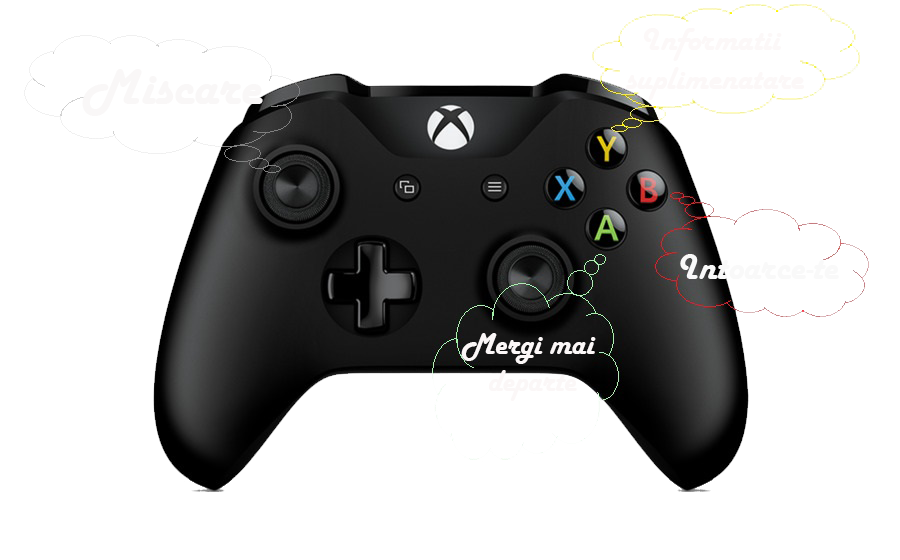 Miscare
Informatii
suplimenatare
Y
X
B
A
Intoarce-te
Mergi mai
departe